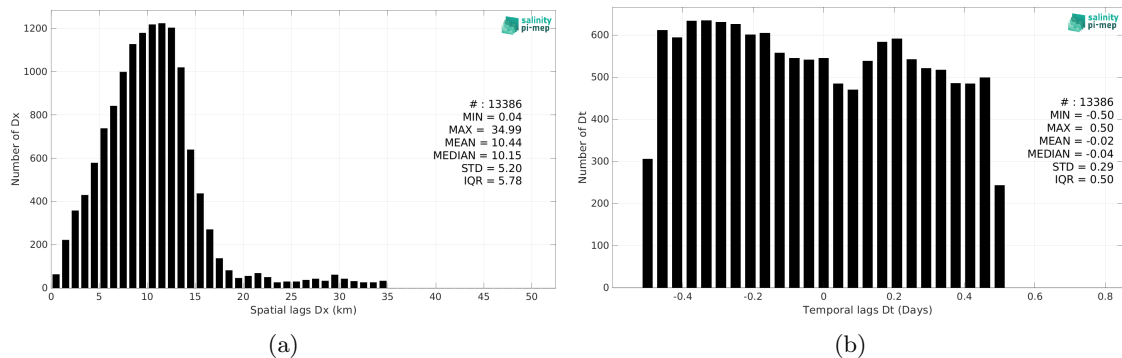 1200
1000
800
600
400
200
0
Number of Dx
0 5 10 15 20 25 30 35 40 45 50
Spatial lags Dx (km)
salinity
pi-mep
# : 13386
MIN = 0.04
MAX = 34.99
MEAN = 10.44
MEDIAN = 10.15
STD = 5.20
IQR = 5.78
(a)
600
500
400
300
200
100
0
Number of Dt
-0.4 -0.2 0 0.2 0.4 0.6 0.8
Temporal lags Dt (Days)
salinity
pi-mep
# : 13386
MIN = -0.50
MAX = 0.50
MEAN = -0.02
MEDIAN = -0.04
STD = 0.29
IQR = 0.50
(b)